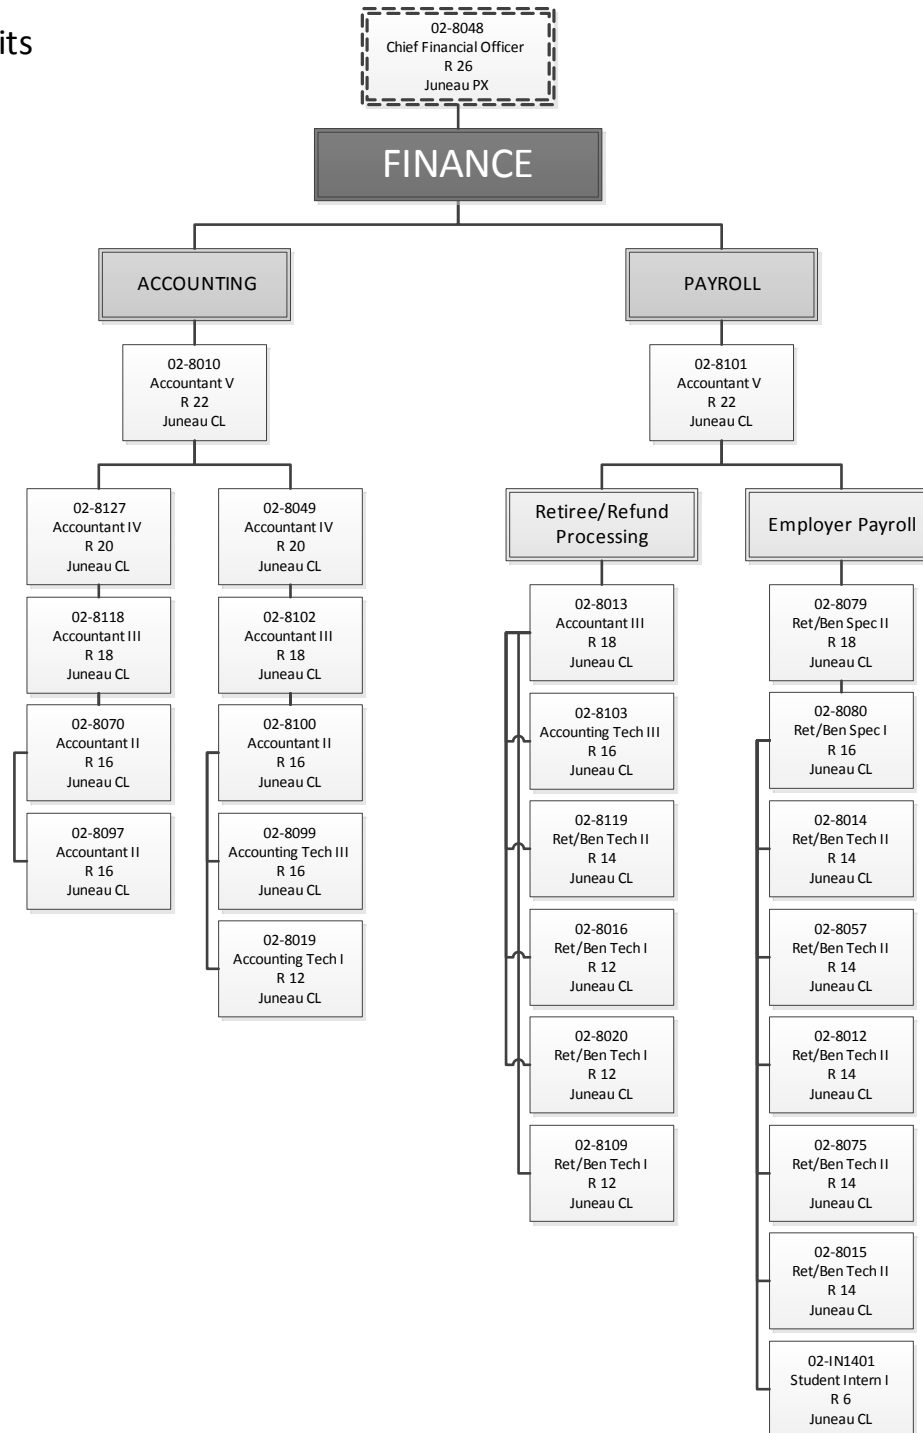 its
02-8048
Chief Financial Officer
R 26
Juneau PX
FINANCE
ACCOUNTING
PAYROLL
02-8010
Accountant V
R 22
Juneau CL
02-8101
Accountant V
R 22
Juneau CL
02-8127
Accountant IV
R 20
Juneau CL
02-8049
Accountant IV
R 20
Juneau CL
Retiree/Refund
Processing
Employer Payroll
02-8118
Accountant III
R 18
Juneau CL
02-8102
Accountant III
R 18
Juneau CL
02-8013
Accountant III
R 18
Juneau CL
02-8079
Ret/Ben Spec II
R 18
Juneau CL
02-8070
Accountant II
R 16
Juneau CL
02-8100
Accountant II
R 16
Juneau CL
02-8103
Accounting Tech III
R 16
Juneau CL
02-8080
Ret/Ben Spec I
R 16
Juneau CL
02-8097
Accountant II
R 16
Juneau CL
02-8099
Accounting Tech III
R 16
Juneau CL
02-8119
Ret/Ben Tech II
R 14
Juneau CL
02-8014
Ret/Ben Tech II
R 14
Juneau CL
02-8019
Accounting Tech I
R 12
Juneau CL
02-8016
Ret/Ben Tech I
R 12
Juneau CL
02-8057
Ret/Ben Tech II
R 14
Juneau CL
02-8020
Ret/Ben Tech I
R 12
Juneau CL
02-8012
Ret/Ben Tech II
R 14
Juneau CL
02-8109
Ret/Ben Tech I
R 12
Juneau CL
02-8075
Ret/Ben Tech II
R 14
Juneau CL
02-8015
Ret/Ben Tech II
R 14
Juneau CL
02-IN1401
Student Intern I
R 6
Juneau CL